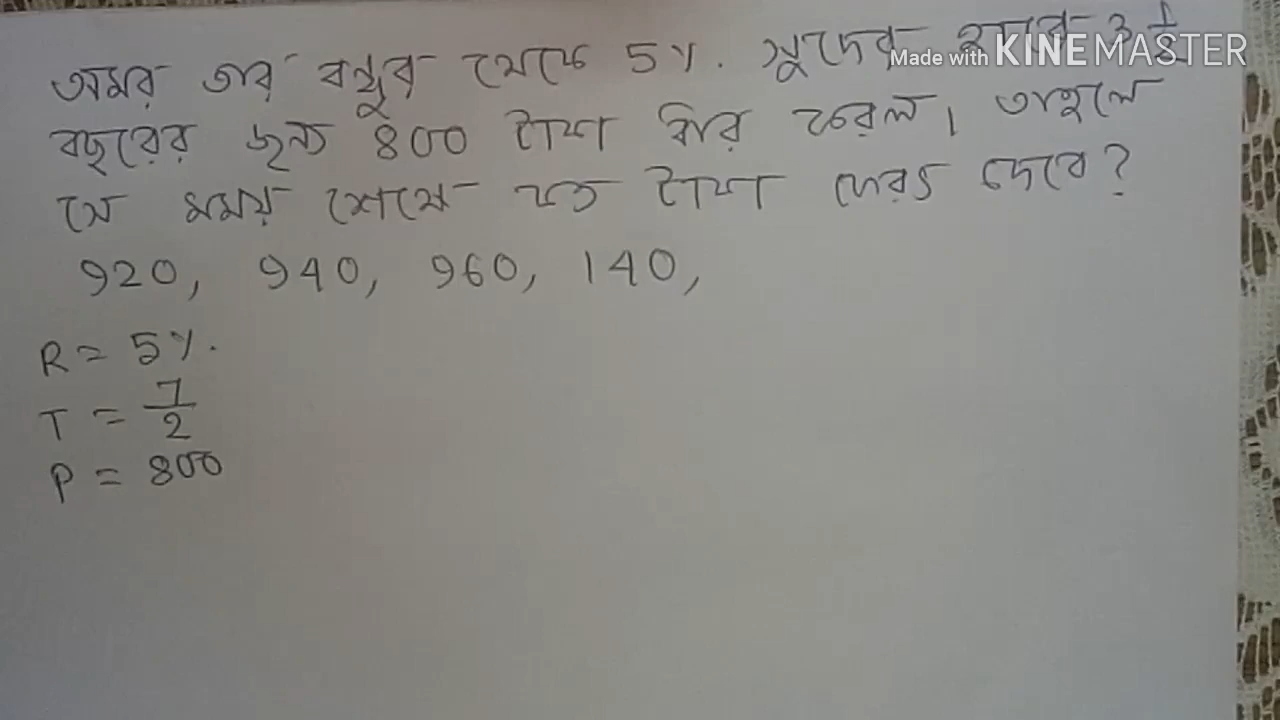 অমর তার বন্ধুর থেকে 5%. সুদের হারে 3 1/2
Made with KINEMASTER
বছরের জন্য 800 টাকা ধার করল। তাহলে
সে সময় শেষে কত টাকা ফেরৎ দেবে?
920, 940, 960, 140,
R = 5%.
T = 7/2
P = 800